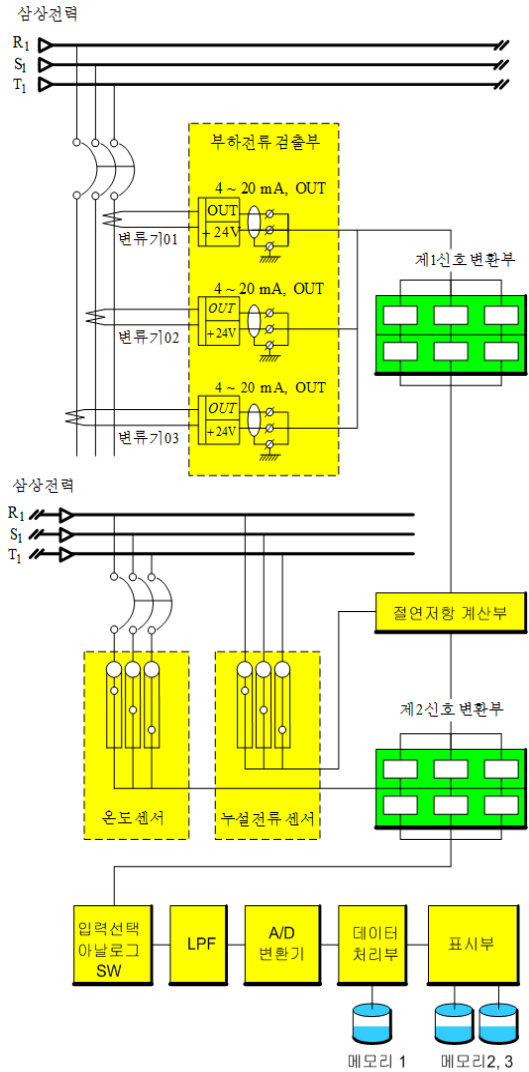 삼상전력
R1
S1
T1
부하전류 검출부
4 ~ 20 mA, OUT
OUT
+ 24V
변류기01
제1신호 변환부
4 ~ 20 mA, OUT
OUT
+24V
변류기02
4 ~ 20 mA, OUT
OUT
+24V
변류기03
삼상전력
R1
S1
T1
절연저항 계산부
제2신호 변환부
온도 센서
누설전류 센서
입력선택
아날로그
SW
LPF
A/D
변환기
데이터
처리부
표시부
메모리 1
메모리2, 3